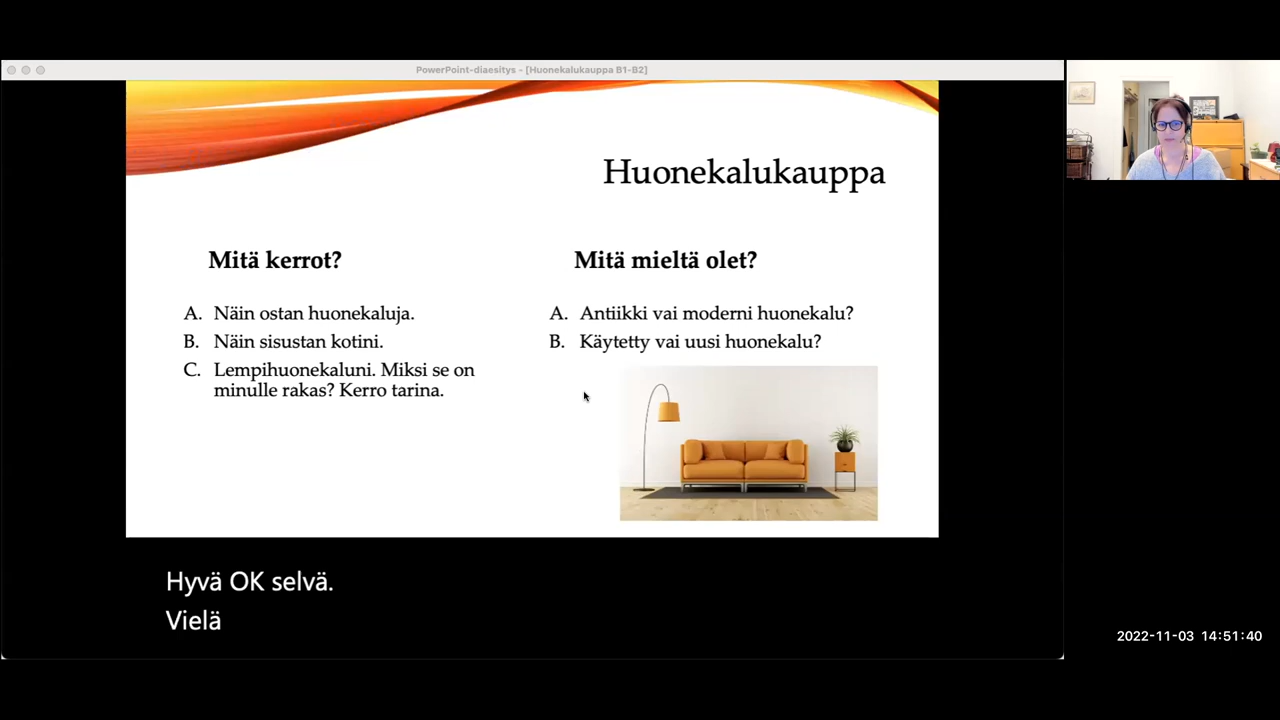 PowerPoint-diaesitys - [Huonekalukauppa B1-B2]
Huonekalukauppa
Mitä kerrot?
A. Näin ostan huonekaluja.
B. Näin sisustan kotini.
C. Lempihuonekaluni. Miksi se on
minulle rakas? Kerro tarina.
Mitä mieltä olet?
A. Antiikki vai moderni huonekalu?
B. Käytetty vai uusi huonekalu?
Hyvä OK selvä.
Vielä
2022-11-03 14:51:40